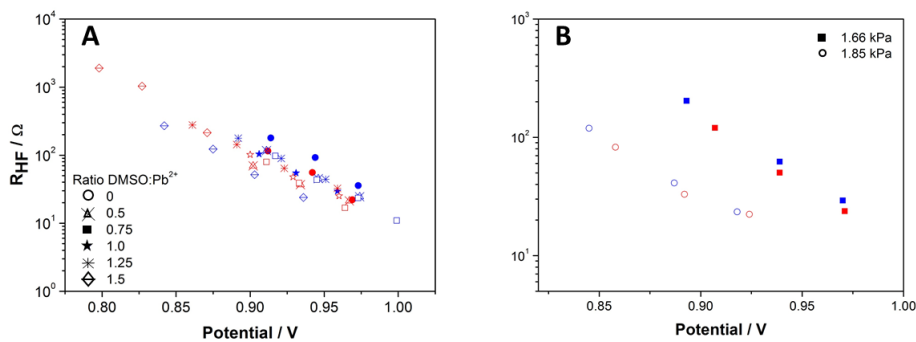 A
R_HF / Ω
10⁴
10³
10²
10¹
10⁰
Ratio DMSO:Pb²⁺
0
0.5
0.75
1.0
1.25
1.5
0.80 0.85 0.90 0.95 1.00
Potential / V
B
1.66 kPa
1.85 kPa
10³
10²
10¹
0.85 0.90 0.95 1.00
Potential / V